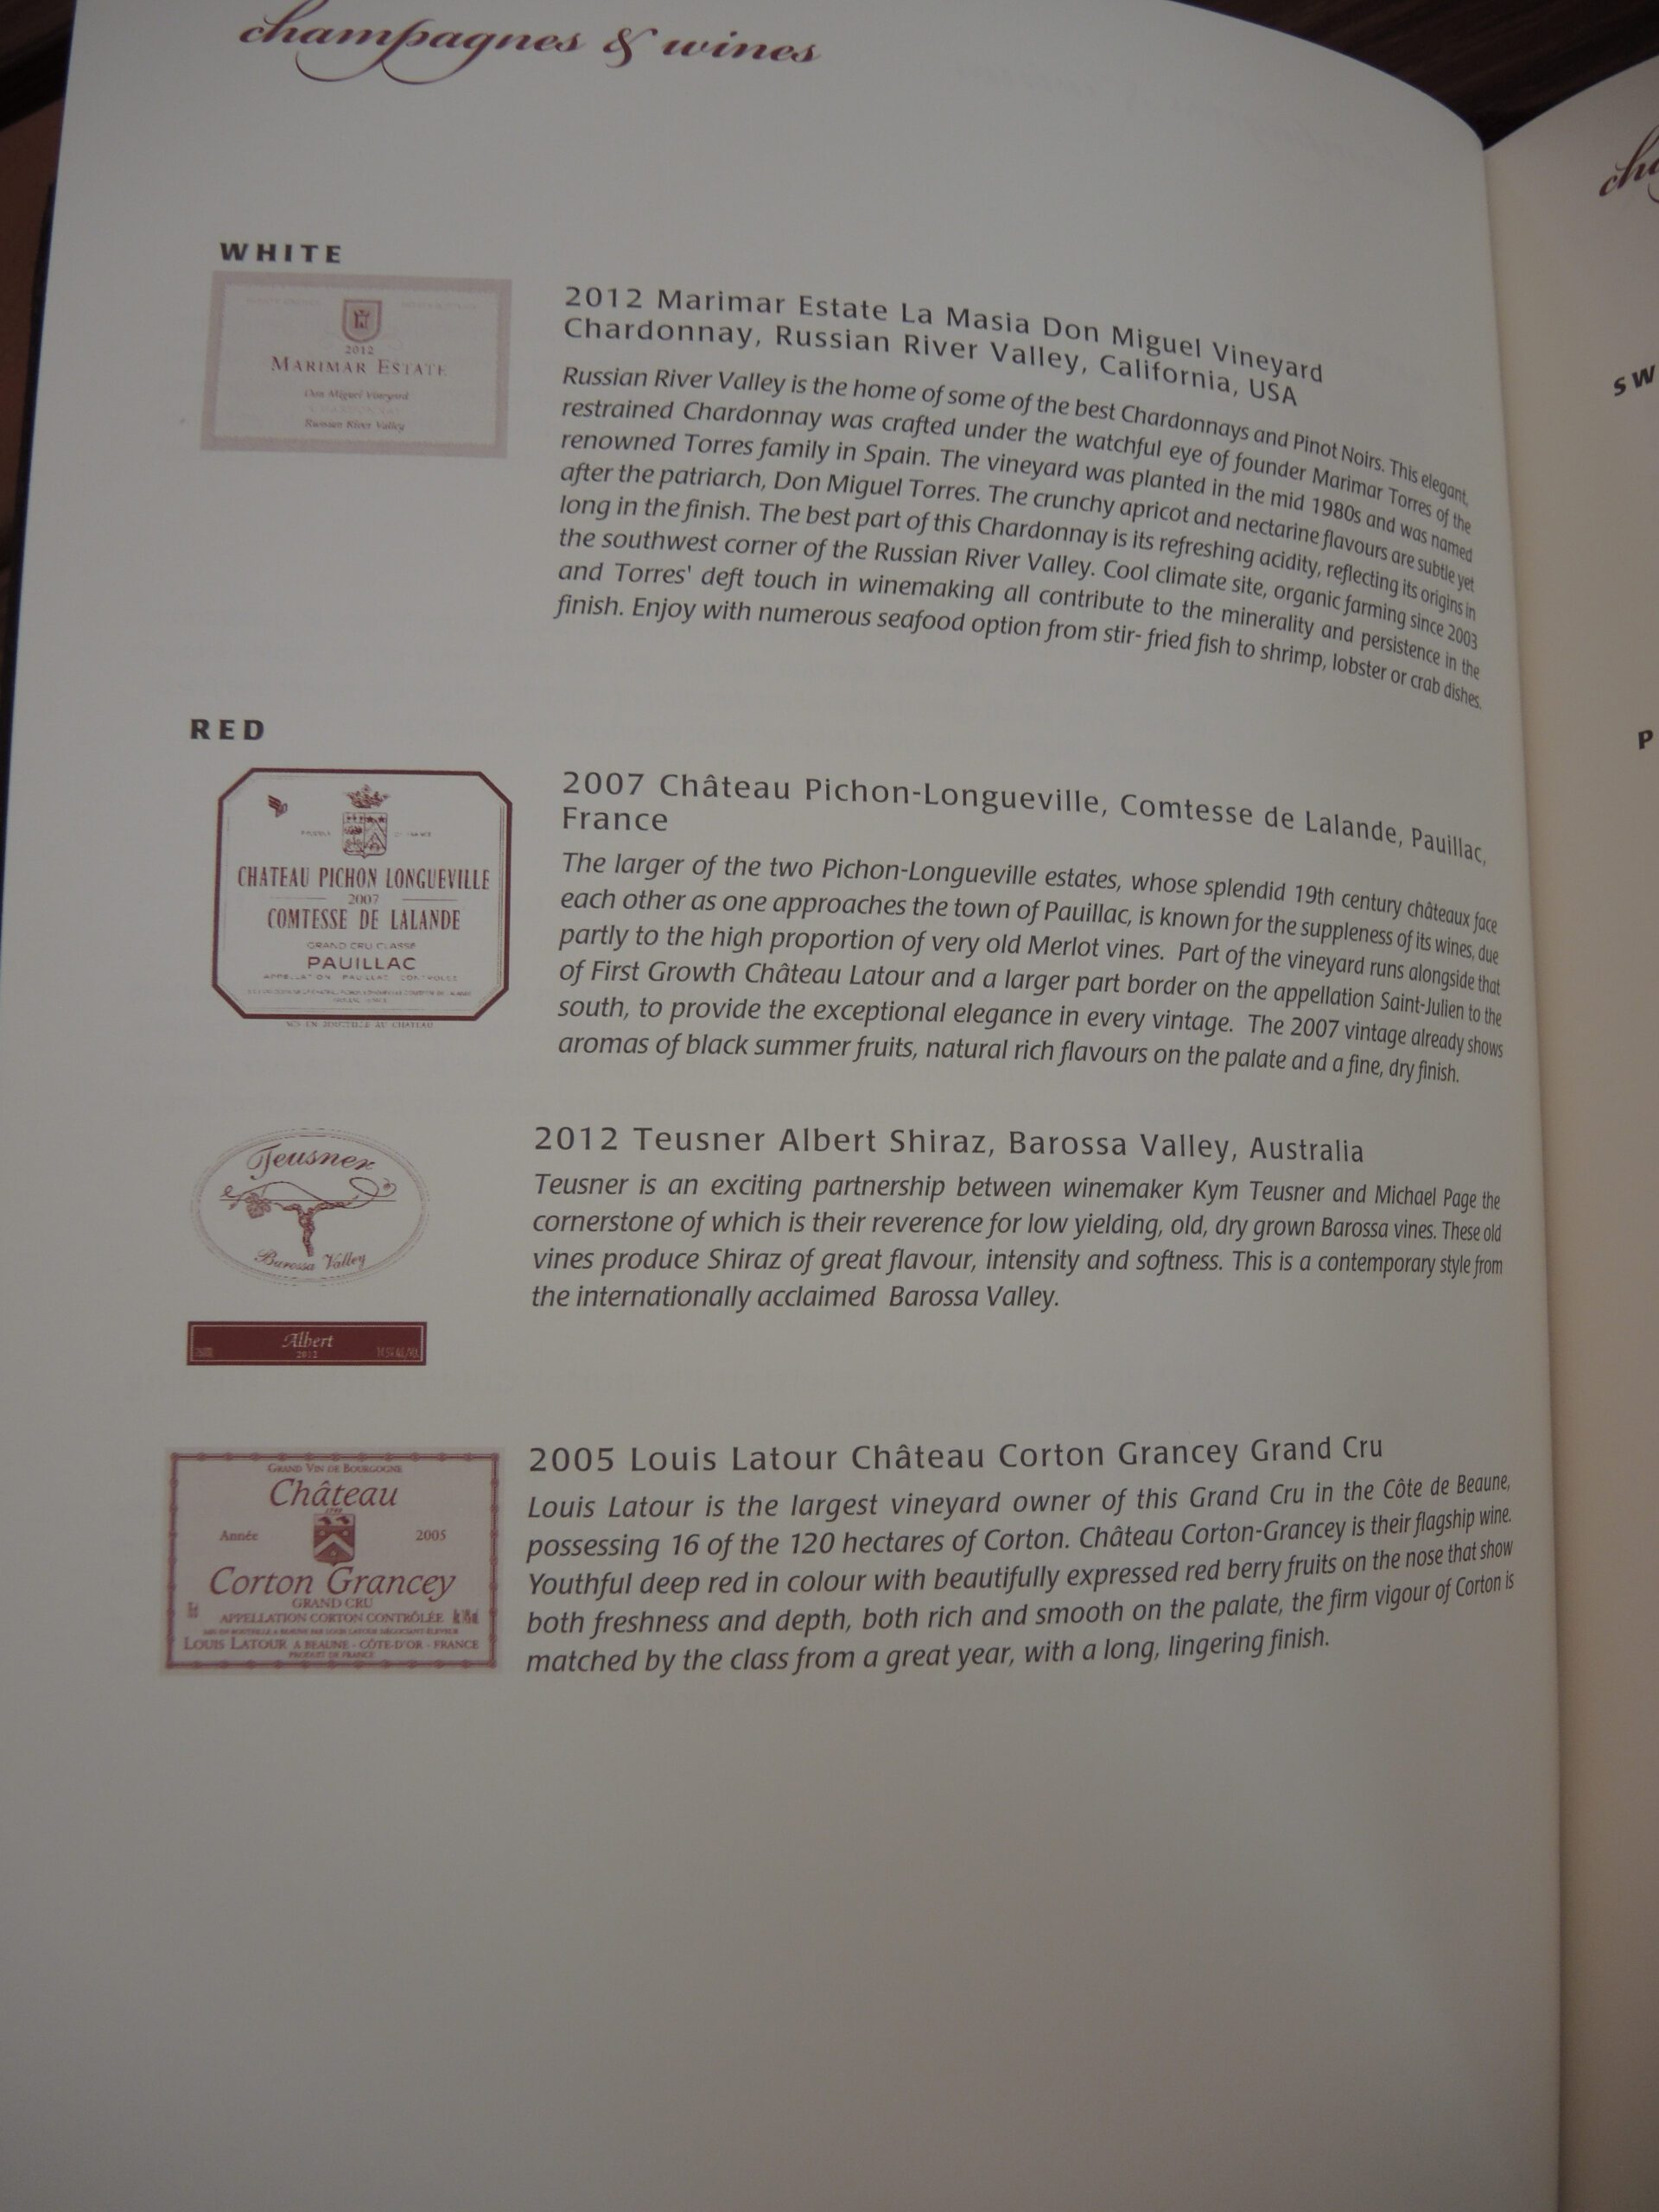 champagnes & wines
WHITE
2012
MARIMAR ESTATE
Don Miguel Vineyard
Russian River Valley
2012 Marimar Estate La Masia Don Miguel Vineyard
Chardonnay, Russian River Valley, California, USA
Russian River Valley is the home of some of the best Chardonnays and Pinot Noirs. This elegant,
restrained Chardonnay was crafted under the watchful eye of founder Marimar Torres of the
renowned Torres family in Spain. The vineyard was planted in the mid 1980s and was named
after the patriarch, Don Miguel Torres. The crunchy apricot and nectarine flavours are subtle yet
long in the finish. The best part of this Chardonnay is its refreshing acidity, reflecting its origins in
the southwest corner of the Russian River Valley. Cool climate site, organic farming since 2003
and Torres' deft touch in winemaking all contribute to the minerality and persistence in the
finish. Enjoy with numerous seafood option from stir- fried fish to shrimp, lobster or crab dishes.
RED
CHATEAU PICHON LONGUEVILLE
2007
COMTESSE DE LALANDE
GRAND CRU CLASSÉ
PAUILLAC
APPELLATION PAUILLAC CONTROLEE
MIS EN BOUTEILLE AU CHATEAU
2007 Château Pichon-Longueville, Comtesse de Lalande, Pauillac,
France
The larger of the two Pichon-Longueville estates, whose splendid 19th century châteaux face
each other as one approaches the town of Pauillac, is known for the suppleness of its wines, due
partly to the high proportion of very old Merlot vines. Part of the vineyard runs alongside that
of First Growth Château Latour and a larger part border on the appellation Saint-Julien to the
south, to provide the exceptional elegance in every vintage. The 2007 vintage already shows
aromas of black summer fruits, natural rich flavours on the palate and a fine, dry finish.
Teusner
Barossa Valley
Albert
2012
2012 Teusner Albert Shiraz, Barossa Valley, Australia
Teusner is an exciting partnership between winemaker Kym Teusner and Michael Page the
cornerstone of which is their reverence for low yielding, old, dry grown Barossa vines. These old
vines produce Shiraz of great flavour, intensity and softness. This is a contemporary style from
the internationally acclaimed Barossa Valley.
GRAND VIN DE BOURGOGNE
Château
Année 2005
Corton Grancey
GRAND CRU
APPELLATION CORTON CONTRÔLÉE
MIS EN BOUTEILLE A BEAUNE PAR LOUIS LATOUR NÉGOCIANT-ÉLEVEUR
LOUIS LATOUR A BEAUNE - CÔTE-D'OR - FRANCE
PRODUIT DE FRANCE
2005 Louis Latour Château Corton Grancey Grand Cru
Louis Latour is the largest vineyard owner of this Grand Cru in the Côte de Beaune,
possessing 16 of the 120 hectares of Corton. Château Corton-Grancey is their flagship wine.
Youthful deep red in colour with beautifully expressed red berry fruits on the nose that show
both freshness and depth, both rich and smooth on the palate, the firm vigour of Corton is
matched by the class from a great year, with a long, lingering finish.
cha
SW
P